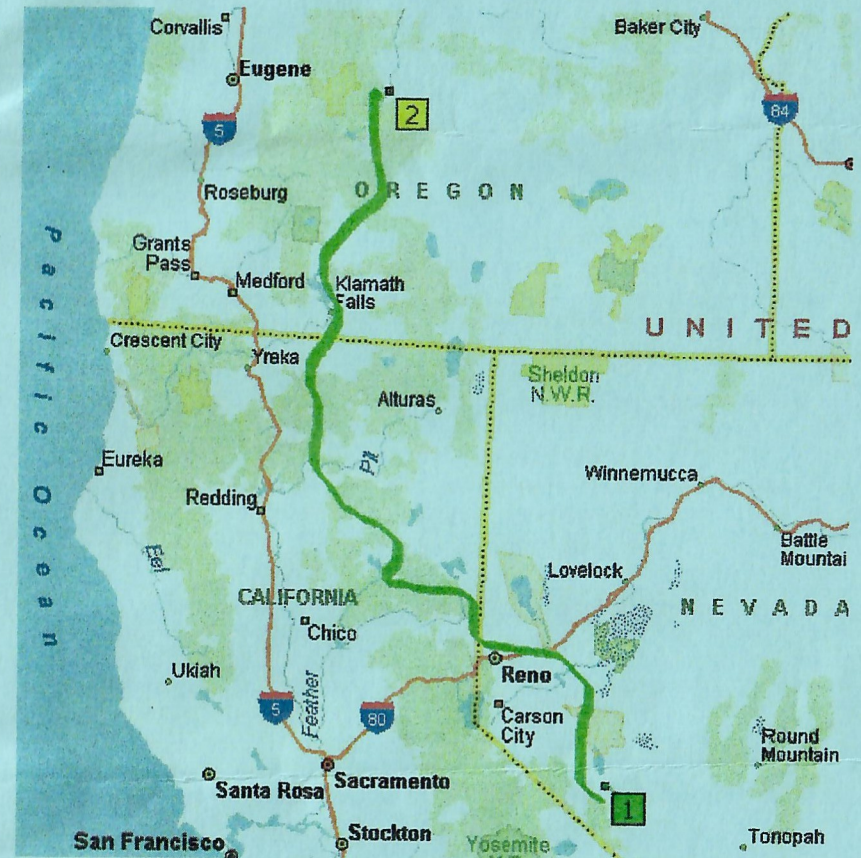 Corvallis
Baker City
Eugene
2
5
84
Roseburg
OREGON
Grants
Pass
Medford
Klamath
Falls
Pacific Ocean
UNITED
Crescent City
Yreka
Sheldon
N.W.R.
Alturas
Eureka
Pit
Winnemucca
Redding
Battle
Mountai
Eel
Lovelock
CALIFORNIA
NEVADA
Chico
Ukiah
Reno
Feather
5
80
Carson
City
Round
Mountain
Sacramento
Santa Rosa
1
Stockton
San Francisco
Yosemite
Tonopah